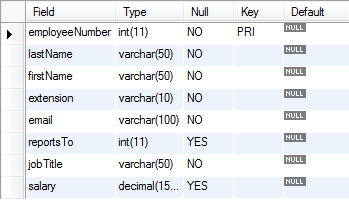 Field Type Null Key Default
employeeNumber int(11) NO PRI NULL
lastName varchar(50) NO NULL
firstName varchar(50) NO NULL
extension varchar(10) NO NULL
email varchar(100) NO NULL
reportsTo int(11) YES NULL
jobTitle varchar(50) NO NULL
salary decimal(15... YES NULL